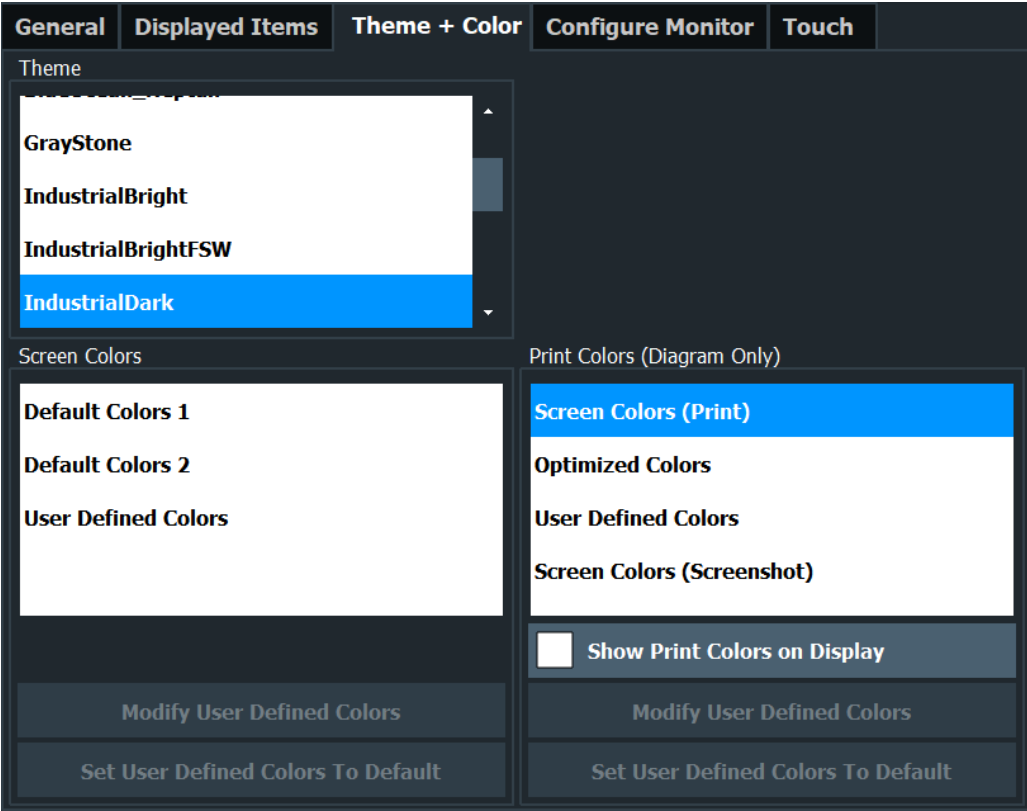 General Displayed Items Theme + Color Configure Monitor Touch
Theme
GrayStone
IndustrialBright
IndustrialBrightFSW
IndustrialDark
Screen Colors
Default Colors 1
Default Colors 2
User Defined Colors
Modify User Defined Colors
Set User Defined Colors To Default
Print Colors (Diagram Only)
Screen Colors (Print)
Optimized Colors
User Defined Colors
Screen Colors (Screenshot)
Show Print Colors on Display
Modify User Defined Colors
Set User Defined Colors To Default